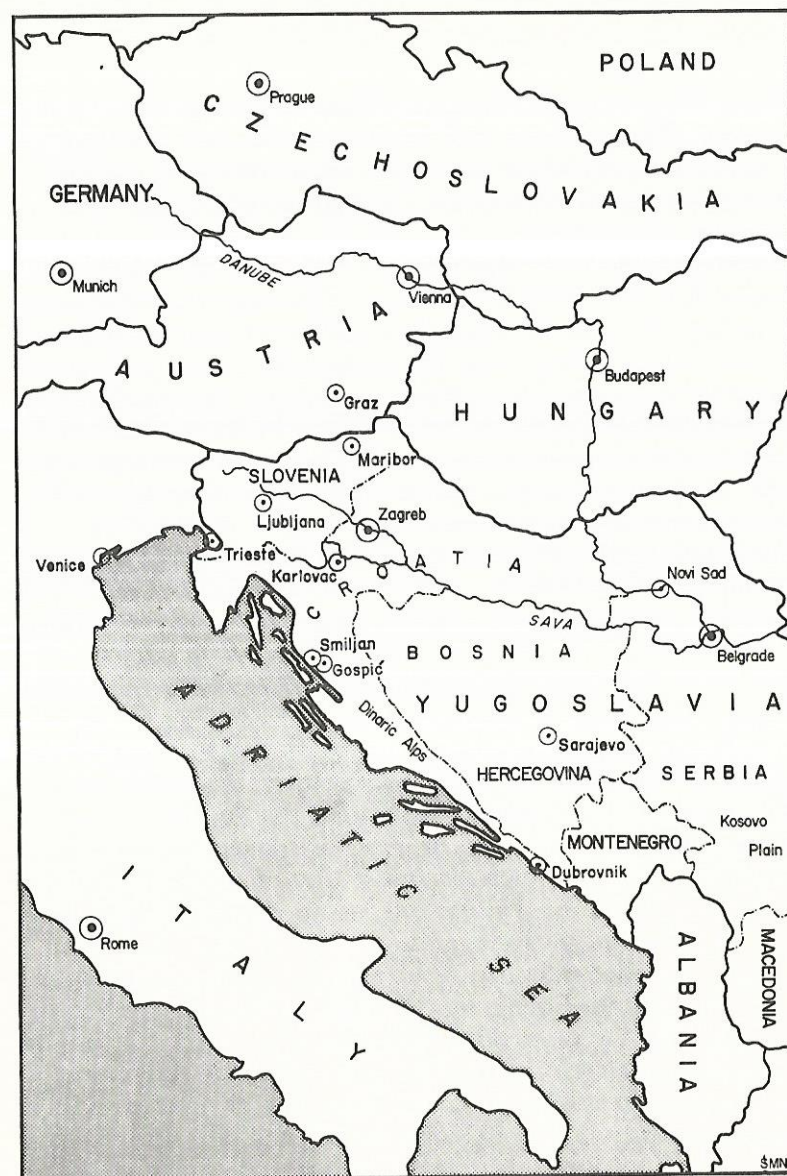 POLAND
Prague
CZECHOSLOVAKIA
GERMANY
DANUBE
Munich
Vienna
AUSTRIA
Budapest
Graz
HUNGARY
Maribor
SLOVENIA
Ljubljana
Zagreb
Venice
Trieste
CROATIA
Karlovac
Novi Sad
SAVA
Smiljan
Gospić
BOSNIA
Belgrade
YUGOSLAVIA
Dinaric Alps
Sarajevo
HERCEGOVINA
SERBIA
ADRIATIC SEA
Kosovo
Plain
MONTENEGRO
Dubrovnik
ITALY
Rome
ALBANIA
MACEDONIA
ŠMN